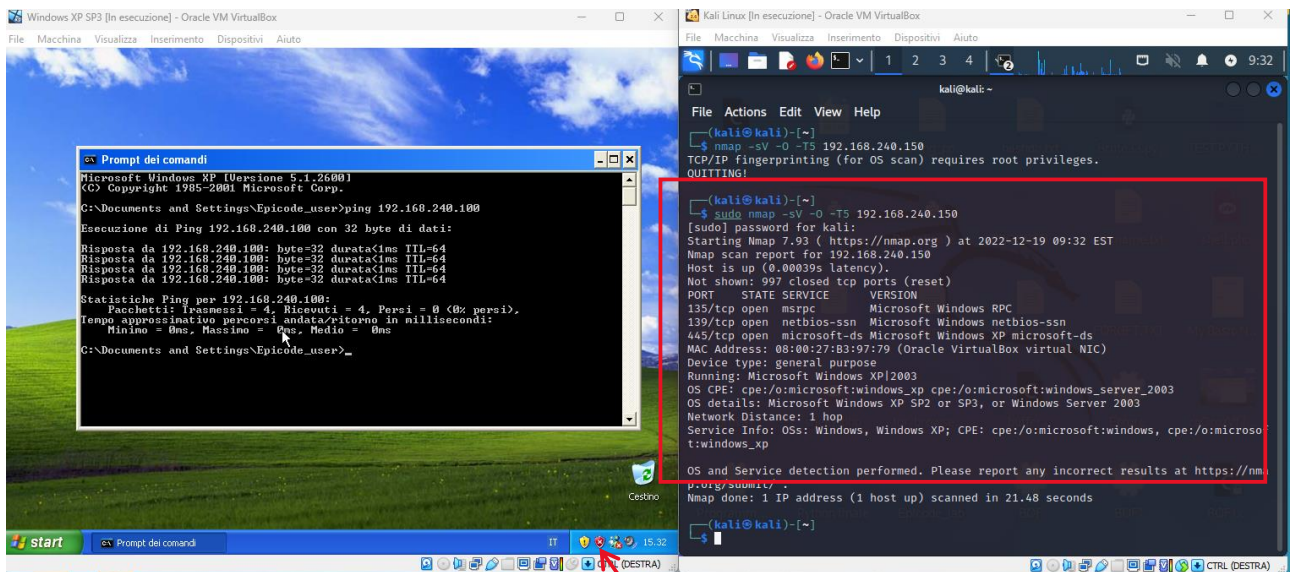 Windows XP SP3 [In esecuzione] - Oracle VM VirtualBox
File Macchina Visualizza Inserimento Dispositivi Aiuto
Prompt dei comandi
Microsoft Windows XP [Versione 5.1.2600]
(C) Copyright 1985-2001 Microsoft Corp.
C:\Documents and Settings\Epicode_user>ping 192.168.240.100
Esecuzione di Ping 192.168.240.100 con 32 byte di dati:
Risposta da 192.168.240.100: byte=32 durata<1ms TTL=64
Risposta da 192.168.240.100: byte=32 durata<1ms TTL=64
Risposta da 192.168.240.100: byte=32 durata<1ms TTL=64
Risposta da 192.168.240.100: byte=32 durata<1ms TTL=64
Statistiche Ping per 192.168.240.100:
Pacchetti: Trasmessi = 4, Ricevuti = 4, Persi = 0 (0% persi),
Tempo approssimativo percorsi andata/ritorno in millisecondi:
Minimo = 0ms, Massimo = 0ms, Medio = 0ms
C:\Documents and Settings\Epicode_user>_
Cestino
start
Prompt dei comandi
IT
15.32
(DESTRA)
Kali Linux [In esecuzione] - Oracle VM VirtualBox
File Macchina Visualizza Inserimento Dispositivi Aiuto
1 2 3 4
2
9:32
kali@kali: ~
File Actions Edit View Help
(kali㉿kali)-[~]
$ nmap -sV -O -T5 192.168.240.150
TCP/IP fingerprinting (for OS scan) requires root privileges.
QUITTING!
(kali㉿kali)-[~]
$ sudo nmap -sV -O -T5 192.168.240.150
[sudo] password for kali:
Starting Nmap 7.93 ( https://nmap.org ) at 2022-12-19 09:32 EST
Nmap scan report for 192.168.240.150
Host is up (0.00039s latency).
Not shown: 997 closed tcp ports (reset)
PORT STATE SERVICE VERSION
135/tcp open msrpc Microsoft Windows RPC
139/tcp open netbios-ssn Microsoft Windows netbios-ssn
445/tcp open microsoft-ds Microsoft Windows XP microsoft-ds
MAC Address: 08:00:27:B3:97:79 (Oracle VirtualBox virtual NIC)
Device type: general purpose
Running: Microsoft Windows XP|2003
OS CPE: cpe:/o:microsoft:windows_xp cpe:/o:microsoft:windows_server_2003
OS details: Microsoft Windows XP SP2 or SP3, or Windows Server 2003
Network Distance: 1 hop
Service Info: OSs: Windows, Windows XP; CPE: cpe:/o:microsoft:windows, cpe:/o:microsof
t:windows_xp
OS and Service detection performed. Please report any incorrect results at https://nma
p.org/submit/ .
Nmap done: 1 IP address (1 host up) scanned in 21.48 seconds
(kali㉿kali)-[~]
$
CTRL (DESTRA)